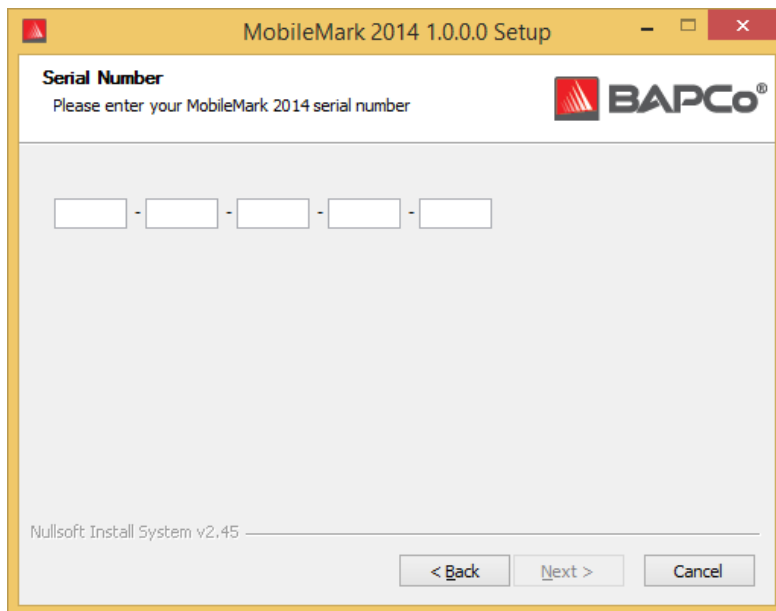 MobileMark 2014 1.0.0.0 Setup
Serial Number
Please enter your MobileMark 2014 serial number
BAPCo®
- - - -
Nullsoft Install System v2.45
< Back Next > Cancel